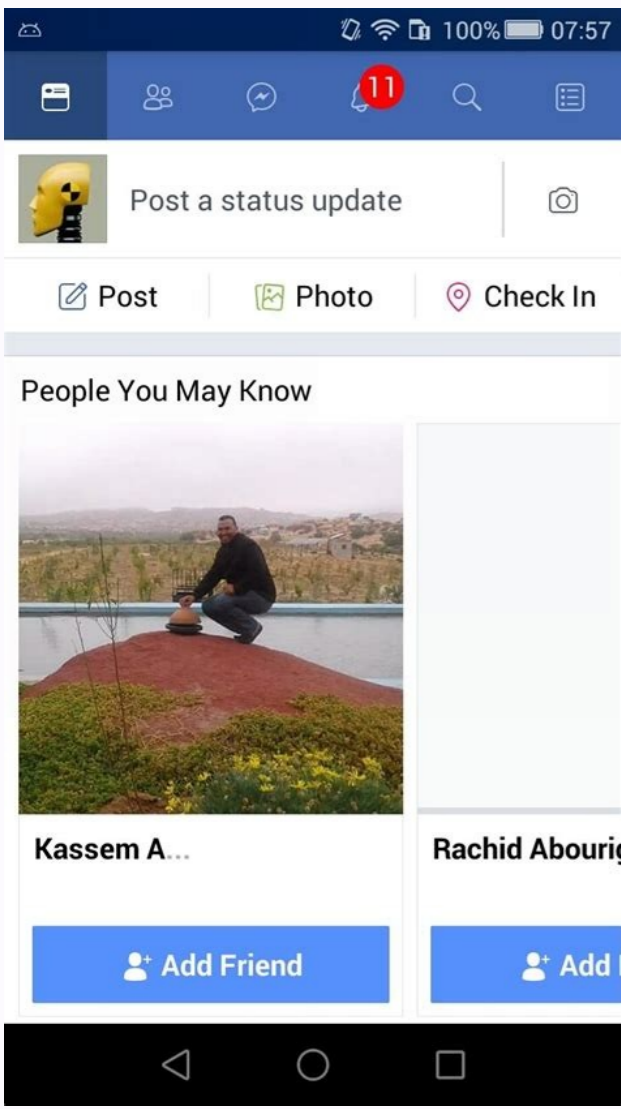 100% 07:57
11
Post a status update
Post Photo Check In
People You May Know
Kassem A...
Rachid Abourig
Add Friend
Add